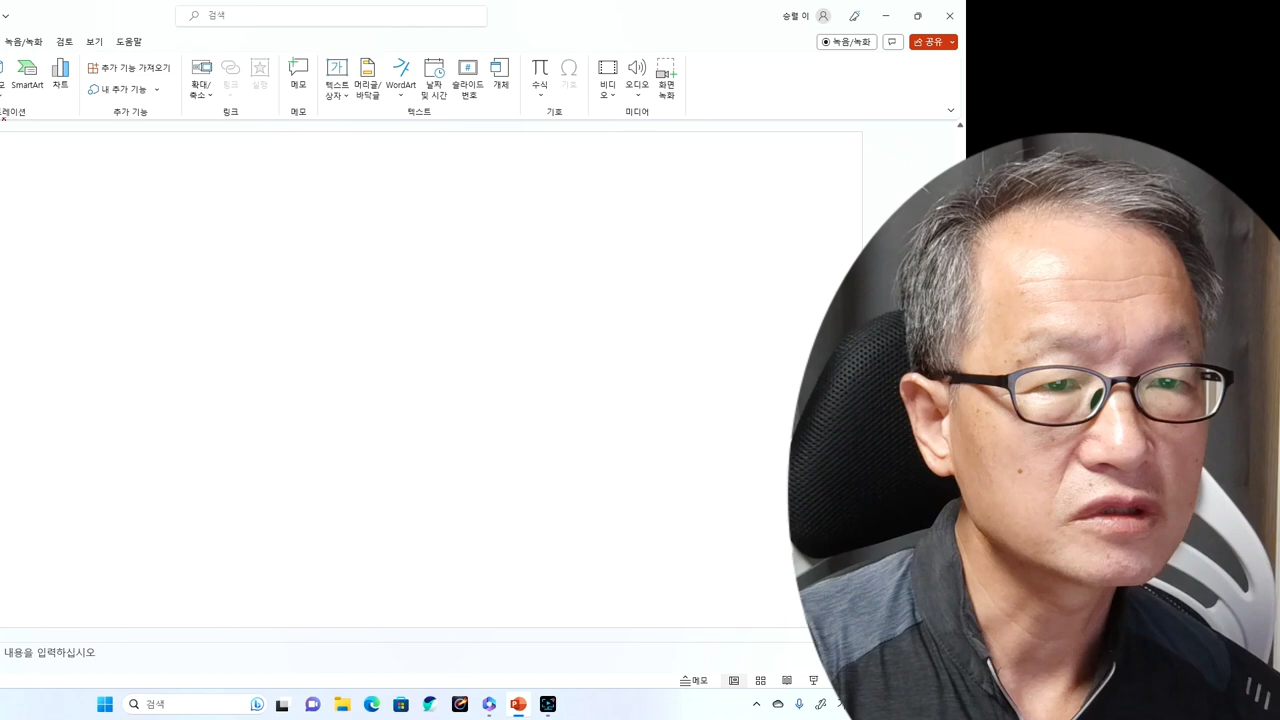 검색
승렬 이
녹음/녹화 검토 보기 도움말
녹음/녹화 공유
SmartArt 차트
추가 기능 가져오기
내 추가 기능
확대/
축소
링크
실행
메모
텍스트
상자
머리글/
바닥글
WordArt
날짜
및 시간
슬라이드
번호
개체
수식
기호
비디
오
오디오
화면
녹화
추가 기능 링크 메모 텍스트 기호 미디어
내용을 입력하십시오
메모
검색